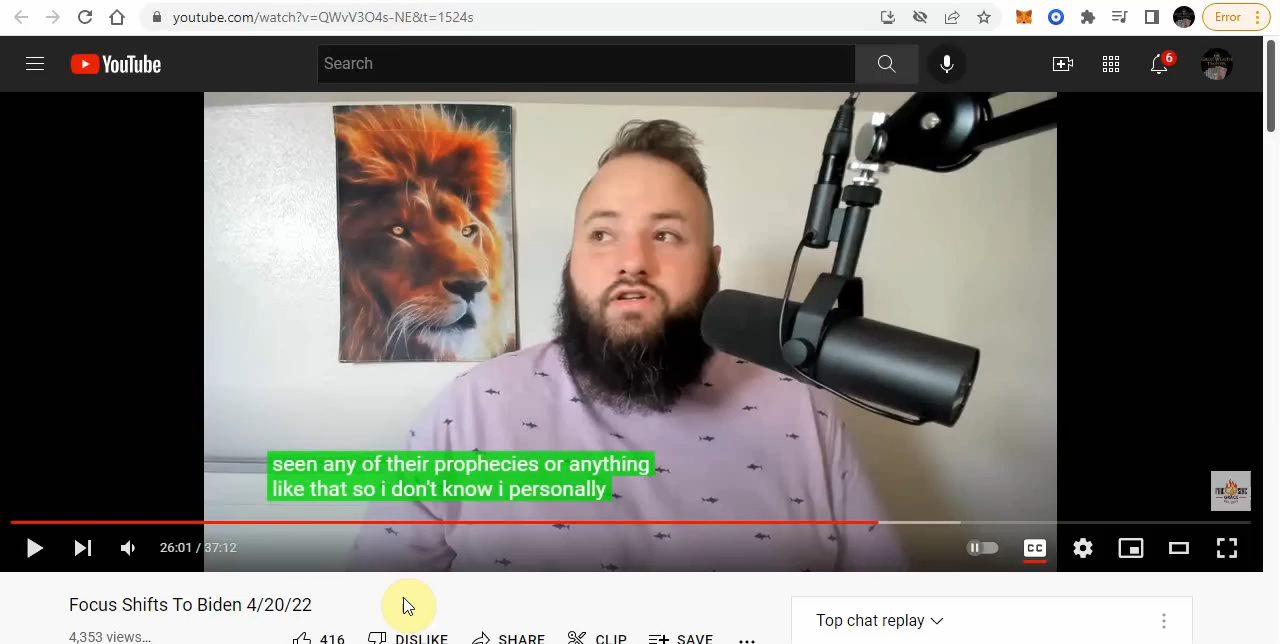 youtube.com/watch?v=QWvV3O4s-NE&t=1524s
Error
YouTube
Search
6
seen any of their prophecies or anything
like that so i don't know i personally
26:01 / 37:12
CC
Focus Shifts To Biden 4/20/22
Top chat replay
4,353 views...
416
DISLIKE
SHARE
CLIP
SAVE